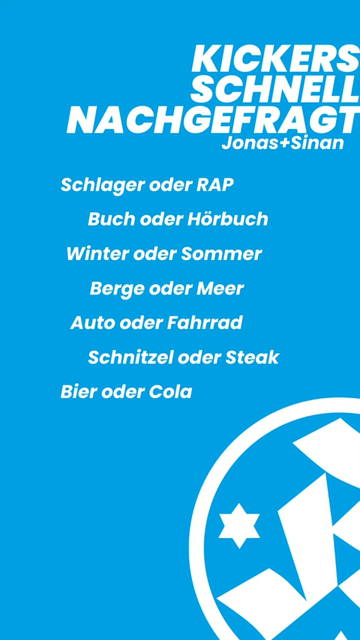 KICKERS
SCHNELL
NACHGEFRAGT
Jonas+Sinan
Schlager oder RAP
Buch oder Hörbuch
Winter oder Sommer
Berge oder Meer
Auto oder Fahrrad
Schnitzel oder Steak
Bier oder Cola